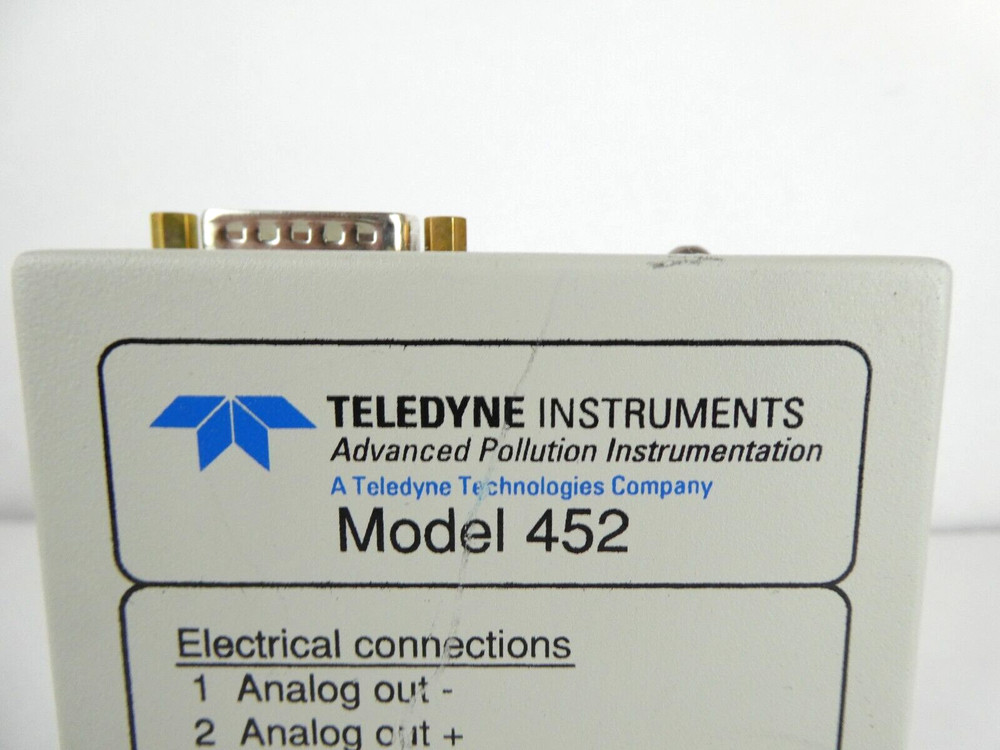 TELEDYNE INSTRUMENTS
Advanced Pollution Instrumentation
A Teledyne Technologies Company
Model 452
Electrical connections
1 Analog out -
2 Analog out +